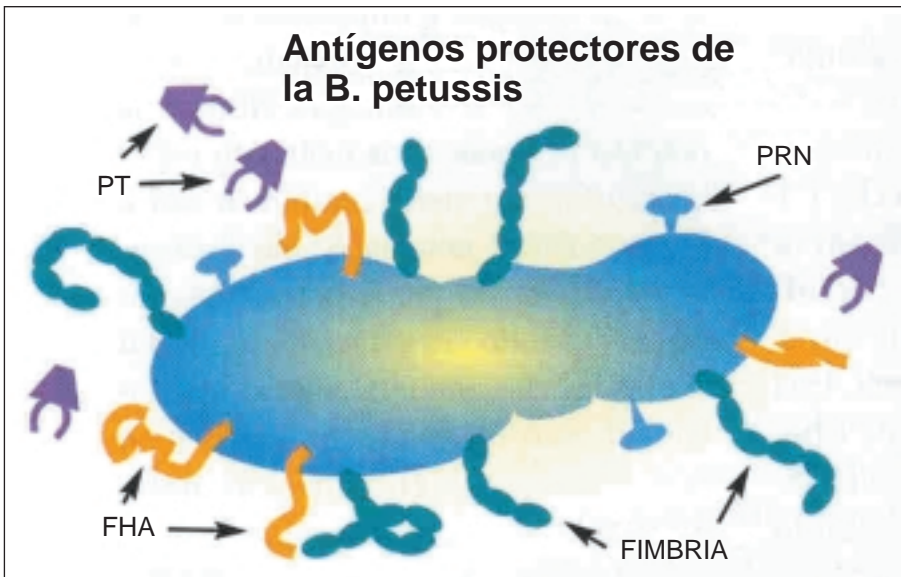 Antígenos protectores de
la B. petussis
PRN
PT
FHA
FIMBRIA